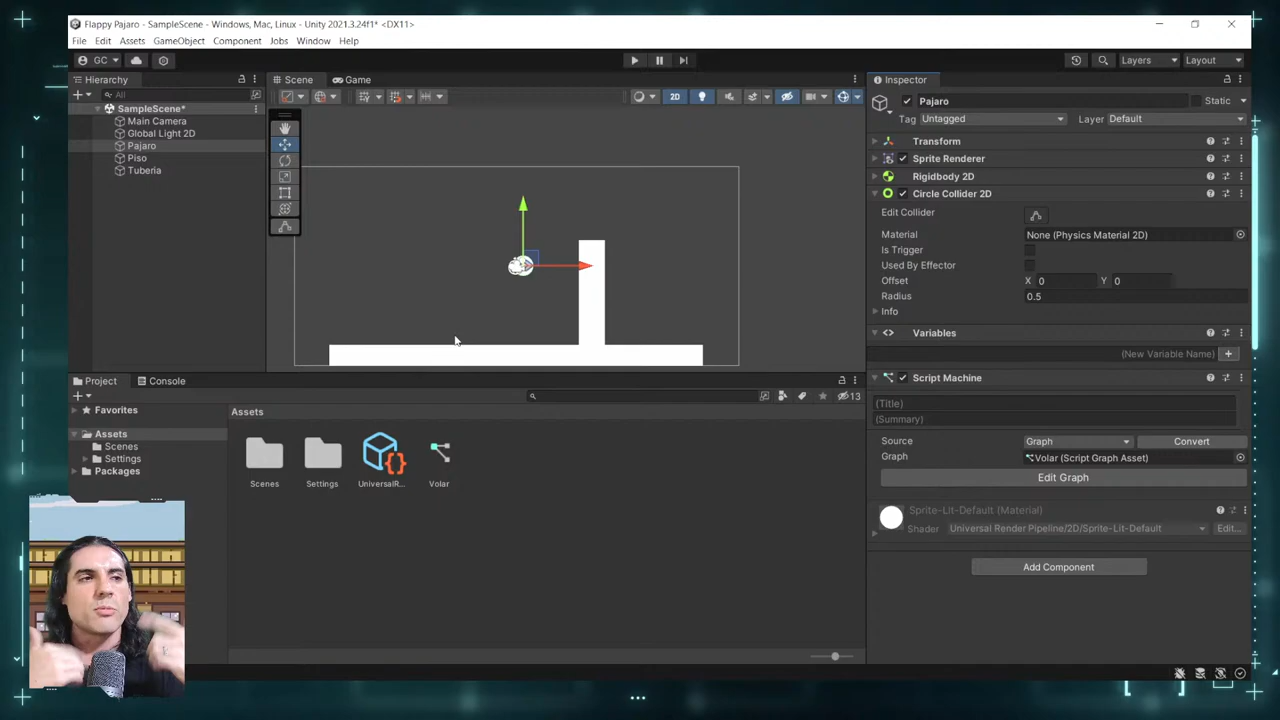 Flappy Pajaro - SampleScene - Windows, Mac, Linux - Unity 2021.3.24f1* <DX11>
File Edit Assets GameObject Component Jobs Window Help
GC
Layers Layout
Hierarchy
All
SampleScene*
Main Camera
Global Light 2D
Pajaro
Piso
Tuberia
Scene Game
2D
Inspector
Pajaro Static
Tag Untagged Layer Default
Transform
Sprite Renderer
Rigidbody 2D
Circle Collider 2D
Edit Collider
Material None (Physics Material 2D)
Is Trigger
Used By Effector
Offset X 0 Y 0
Radius 0.5
Info
Variables
(New Variable Name)
Script Machine
(Title)
(Summary)
Source Graph Convert
Graph Volar (Script Graph Asset)
Edit Graph
Sprite-Lit-Default (Material)
Shader Universal Render Pipeline/2D/Sprite-Lit-Default Edit...
Add Component
Project Console
13
Favorites
Assets
Scenes
Settings
Packages
Assets
Scenes Settings UniversalR... Volar